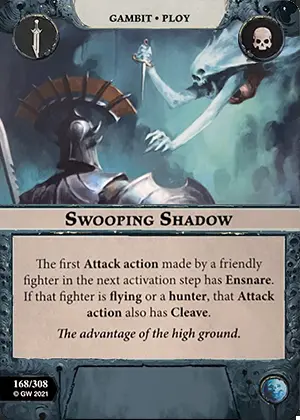 GAMBIT • PLOY
SWOOPING SHADOW
The first Attack action made by a friendly
fighter in the next activation step has Ensnare.
If that fighter is flying or a hunter, that Attack
action also has Cleave.
The advantage of the high ground.
168/308
© GW 2021